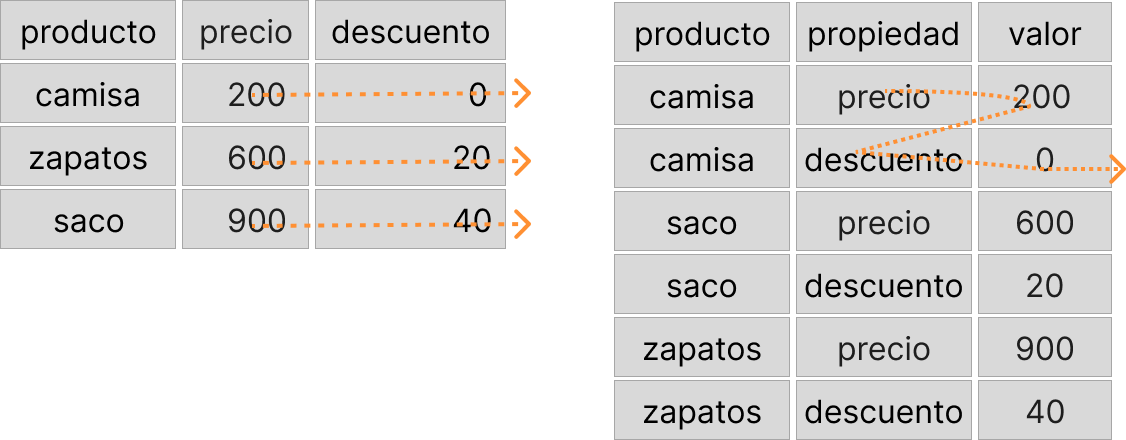 producto precio descuento
camisa 200 0
zapatos 600 20
saco 900 40
producto propiedad valor
camisa precio 200
camisa descuento 0
saco precio 600
saco descuento 20
zapatos precio 900
zapatos descuento 40